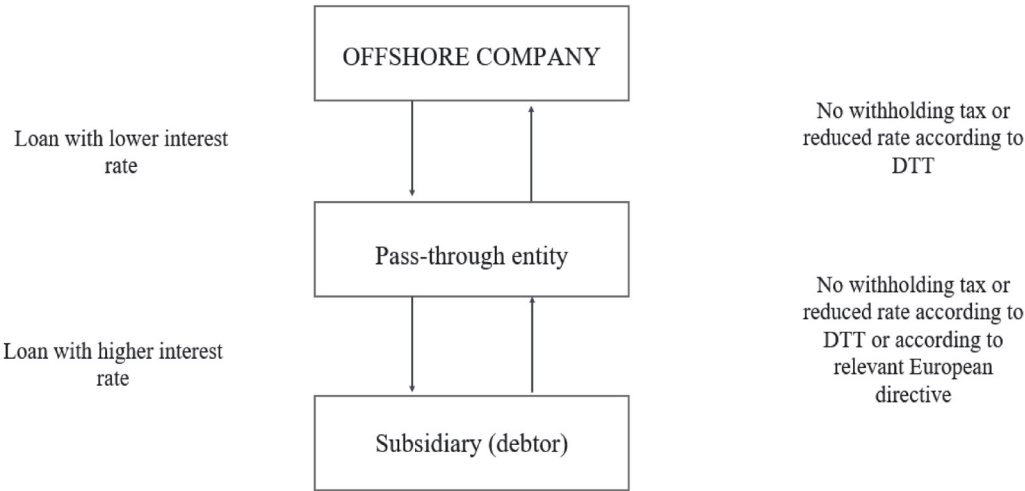 OFFSHORE COMPANY
Loan with lower interest
rate
No withholding tax or
reduced rate according to
DTT
Pass-through entity
Loan with higher interest
rate
No withholding tax or
reduced rate according to
DTT or according to
relevant European
directive
Subsidiary (debtor)